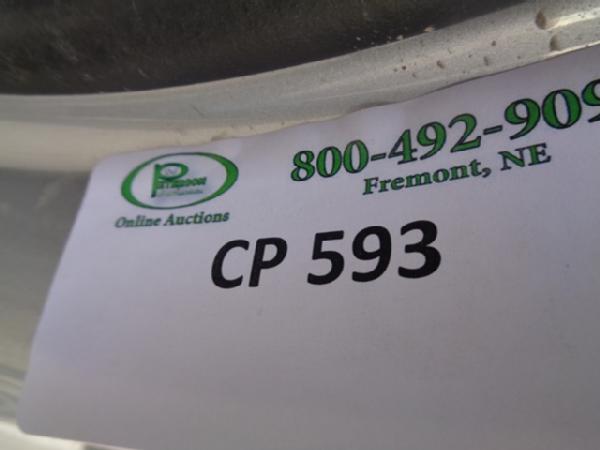 800-492-909
Fremont, NE
Online Auctions
CP 593